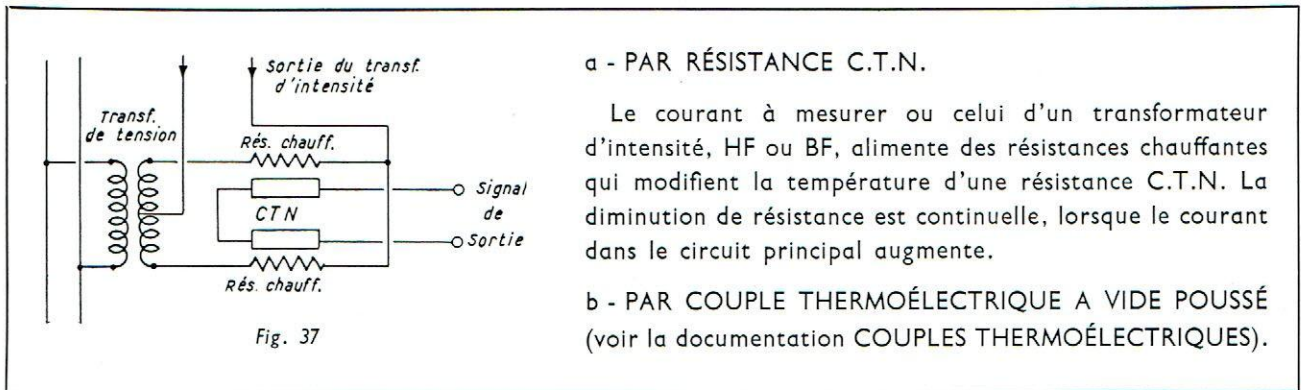 Sortie du transf.
d'intensité
Transf.
de tension
Rés. chauff.
Signal
CTN
de
Sortie
Rés. chauff.
Fig. 37
a - PAR RÉSISTANCE C.T.N.
Le courant à mesurer ou celui d'un transformateur
d'intensité, HF ou BF, alimente des résistances chauffantes
qui modifient la température d'une résistance C.T.N. La
diminution de résistance est continuelle, lorsque le courant
dans le circuit principal augmente.
b - PAR COUPLE THERMOÉLECTRIQUE A VIDE POUSSÉ
(voir la documentation COUPLES THERMOÉLECTRIQUES).